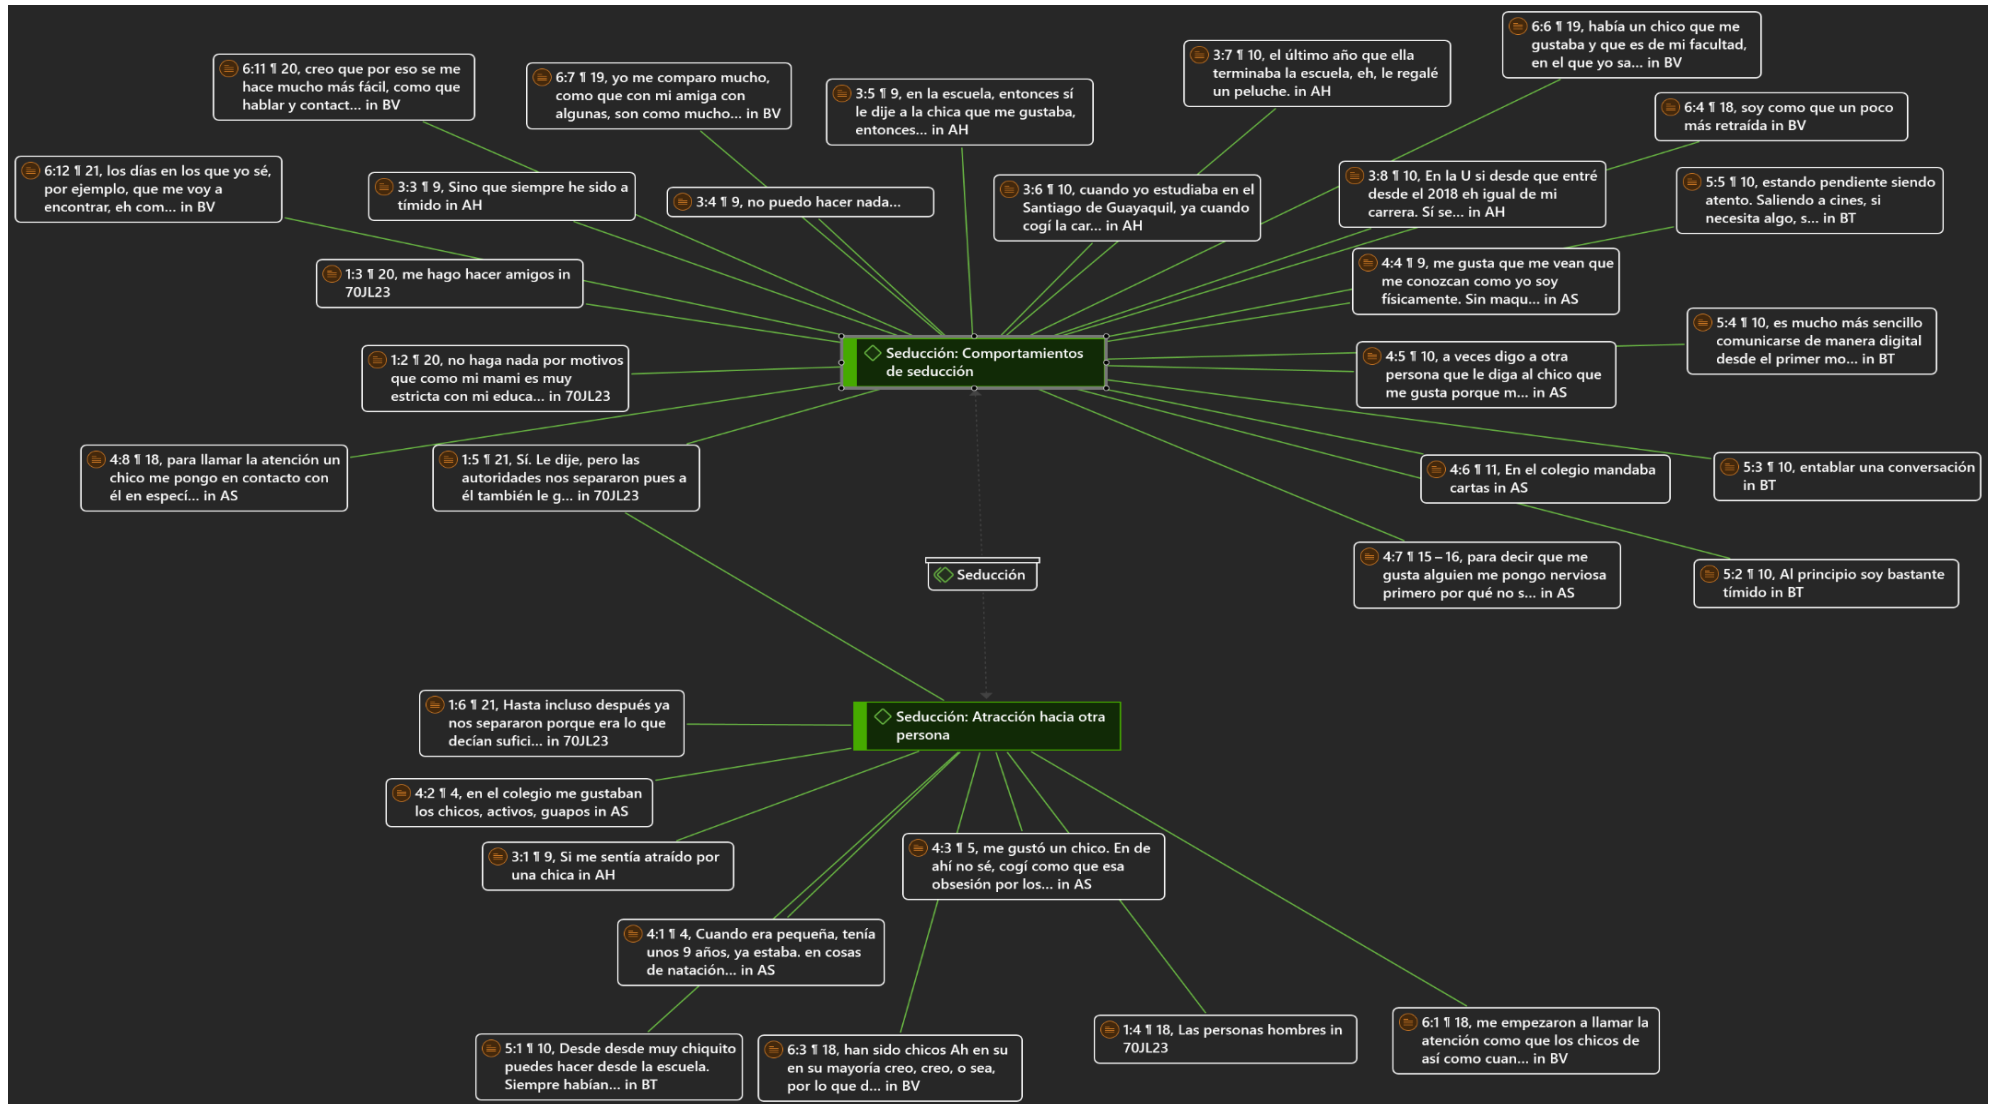 6:11 ¶ 20, creo que por eso se me
hace mucho más fácil, como que
hablar y contact... in BV
6:7 ¶ 19, yo me comparo mucho,
como que con mi amiga con
algunas, son como mucho... in BV
3:5 ¶ 9, en la escuela, entonces sí
le dije a la chica que me gustaba,
entonces... in AH
3:7 ¶ 10, el último año que ella
terminaba la escuela, eh, le regalé
un peluche. in AH
6:6 ¶ 19, había un chico que me
gustaba y que es de mi facultad,
en el que yo sa... in BV
6:4 ¶ 18, soy como que un poco
más retraída in BV
6:12 ¶ 21, los días en los que yo sé,
por ejemplo, que me voy a
encontrar, eh com... in BV
3:3 ¶ 9, Sino que siempre he sido a
tímido in AH
3:4 ¶ 9, no puedo hacer nada...
3:6 ¶ 10, cuando yo estudiaba en el
Santiago de Guayaquil, ya cuando
cogí la car... in AH
3:8 ¶ 10, En la U si desde que entré
desde el 2018 eh igual de mi
carrera. Sí se... in AH
5:5 ¶ 10, estando pendiente siendo
atento. Saliendo a cines, si
necesita algo, s... in BT
1:3 ¶ 20, me hago hacer amigos in
70JL23
4:4 ¶ 9, me gusta que me vean que
me conozcan como yo soy
físicamente. Sin maqu... in AS
5:4 ¶ 10, es mucho más sencillo
comunicarse de manera digital
desde el primer mo... in BT
1:2 ¶ 20, no haga nada por motivos
que como mi mami es muy
estricta con mi educa... in 70JL23
Seducción: Comportamientos
de seducción
4:5 ¶ 10, a veces digo a otra
persona que le diga al chico que
me gusta porque m... in AS
4:8 ¶ 18, para llamar la atención un
chico me pongo en contacto con
él en especí... in AS
1:5 ¶ 21, Sí. Le dije, pero las
autoridades nos separaron pues a
él también le g... in 70JL23
4:6 ¶ 11, En el colegio mandaba
cartas in AS
5:3 ¶ 10, entablar una conversación
in BT
Seducción
4:7 ¶ 15 – 16, para decir que me
gusta alguien me pongo nerviosa
primero por qué no s... in AS
5:2 ¶ 10, Al principio soy bastante
tímido in BT
1:6 ¶ 21, Hasta incluso después ya
nos separaron porque era lo que
decían sufici... in 70JL23
Seducción: Atracción hacia otra
persona
4:2 ¶ 4, en el colegio me gustaban
los chicos, activos, guapos in AS
3:1 ¶ 9, Si me sentía atraído por
una chica in AH
4:3 ¶ 5, me gustó un chico. En de
ahí no sé, cogí como que esa
obsesión por los... in AS
4:1 ¶ 4, Cuando era pequeña, tenía
unos 9 años, ya estaba. en cosas
de natación... in AS
5:1 ¶ 10, Desde desde muy chiquito
puedes hacer desde la escuela.
Siempre habían... in BT
6:3 ¶ 18, han sido chicos Ah en su
en su mayoría creo, creo, o sea,
por lo que d... in BV
1:4 ¶ 18, Las personas hombres in
70JL23
6:1 ¶ 18, me empezaron a llamar la
atención como que los chicos de
así como cuan... in BV